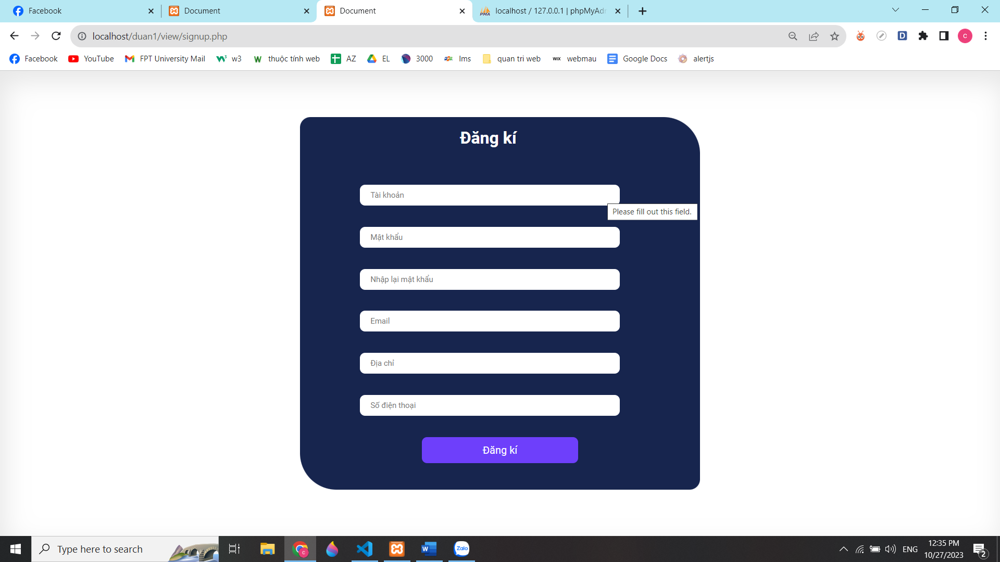 Facebook
Document
Document
localhost / 127.0.0.1 | phpMyAdm
localhost/duan1/view/signup.php
Facebook YouTube FPT University Mail w3 thuộc tính web AZ EL 3000 lms quan tri web webmau Google Docs alertjs
Đăng kí
Tài khoản
Please fill out this field.
Mật khẩu
Nhập lại mật khẩu
Email
Địa chỉ
Số điện thoại
Đăng kí
Type here to search
Zalo
ENG
12:35 PM
10/27/2023
2